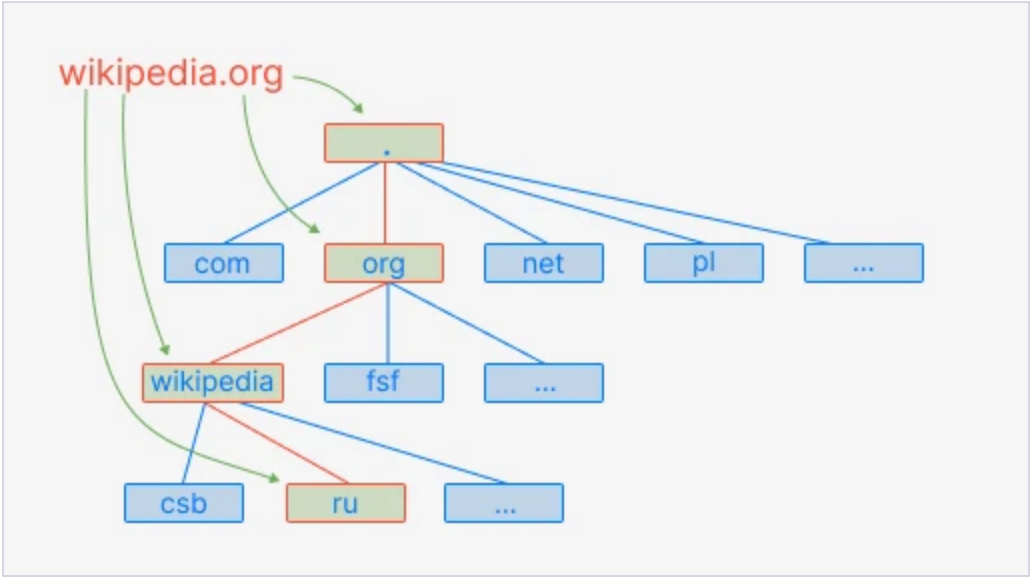 wikipedia.org
.
com org net pl ...
wikipedia fsf ...
csb ru ...